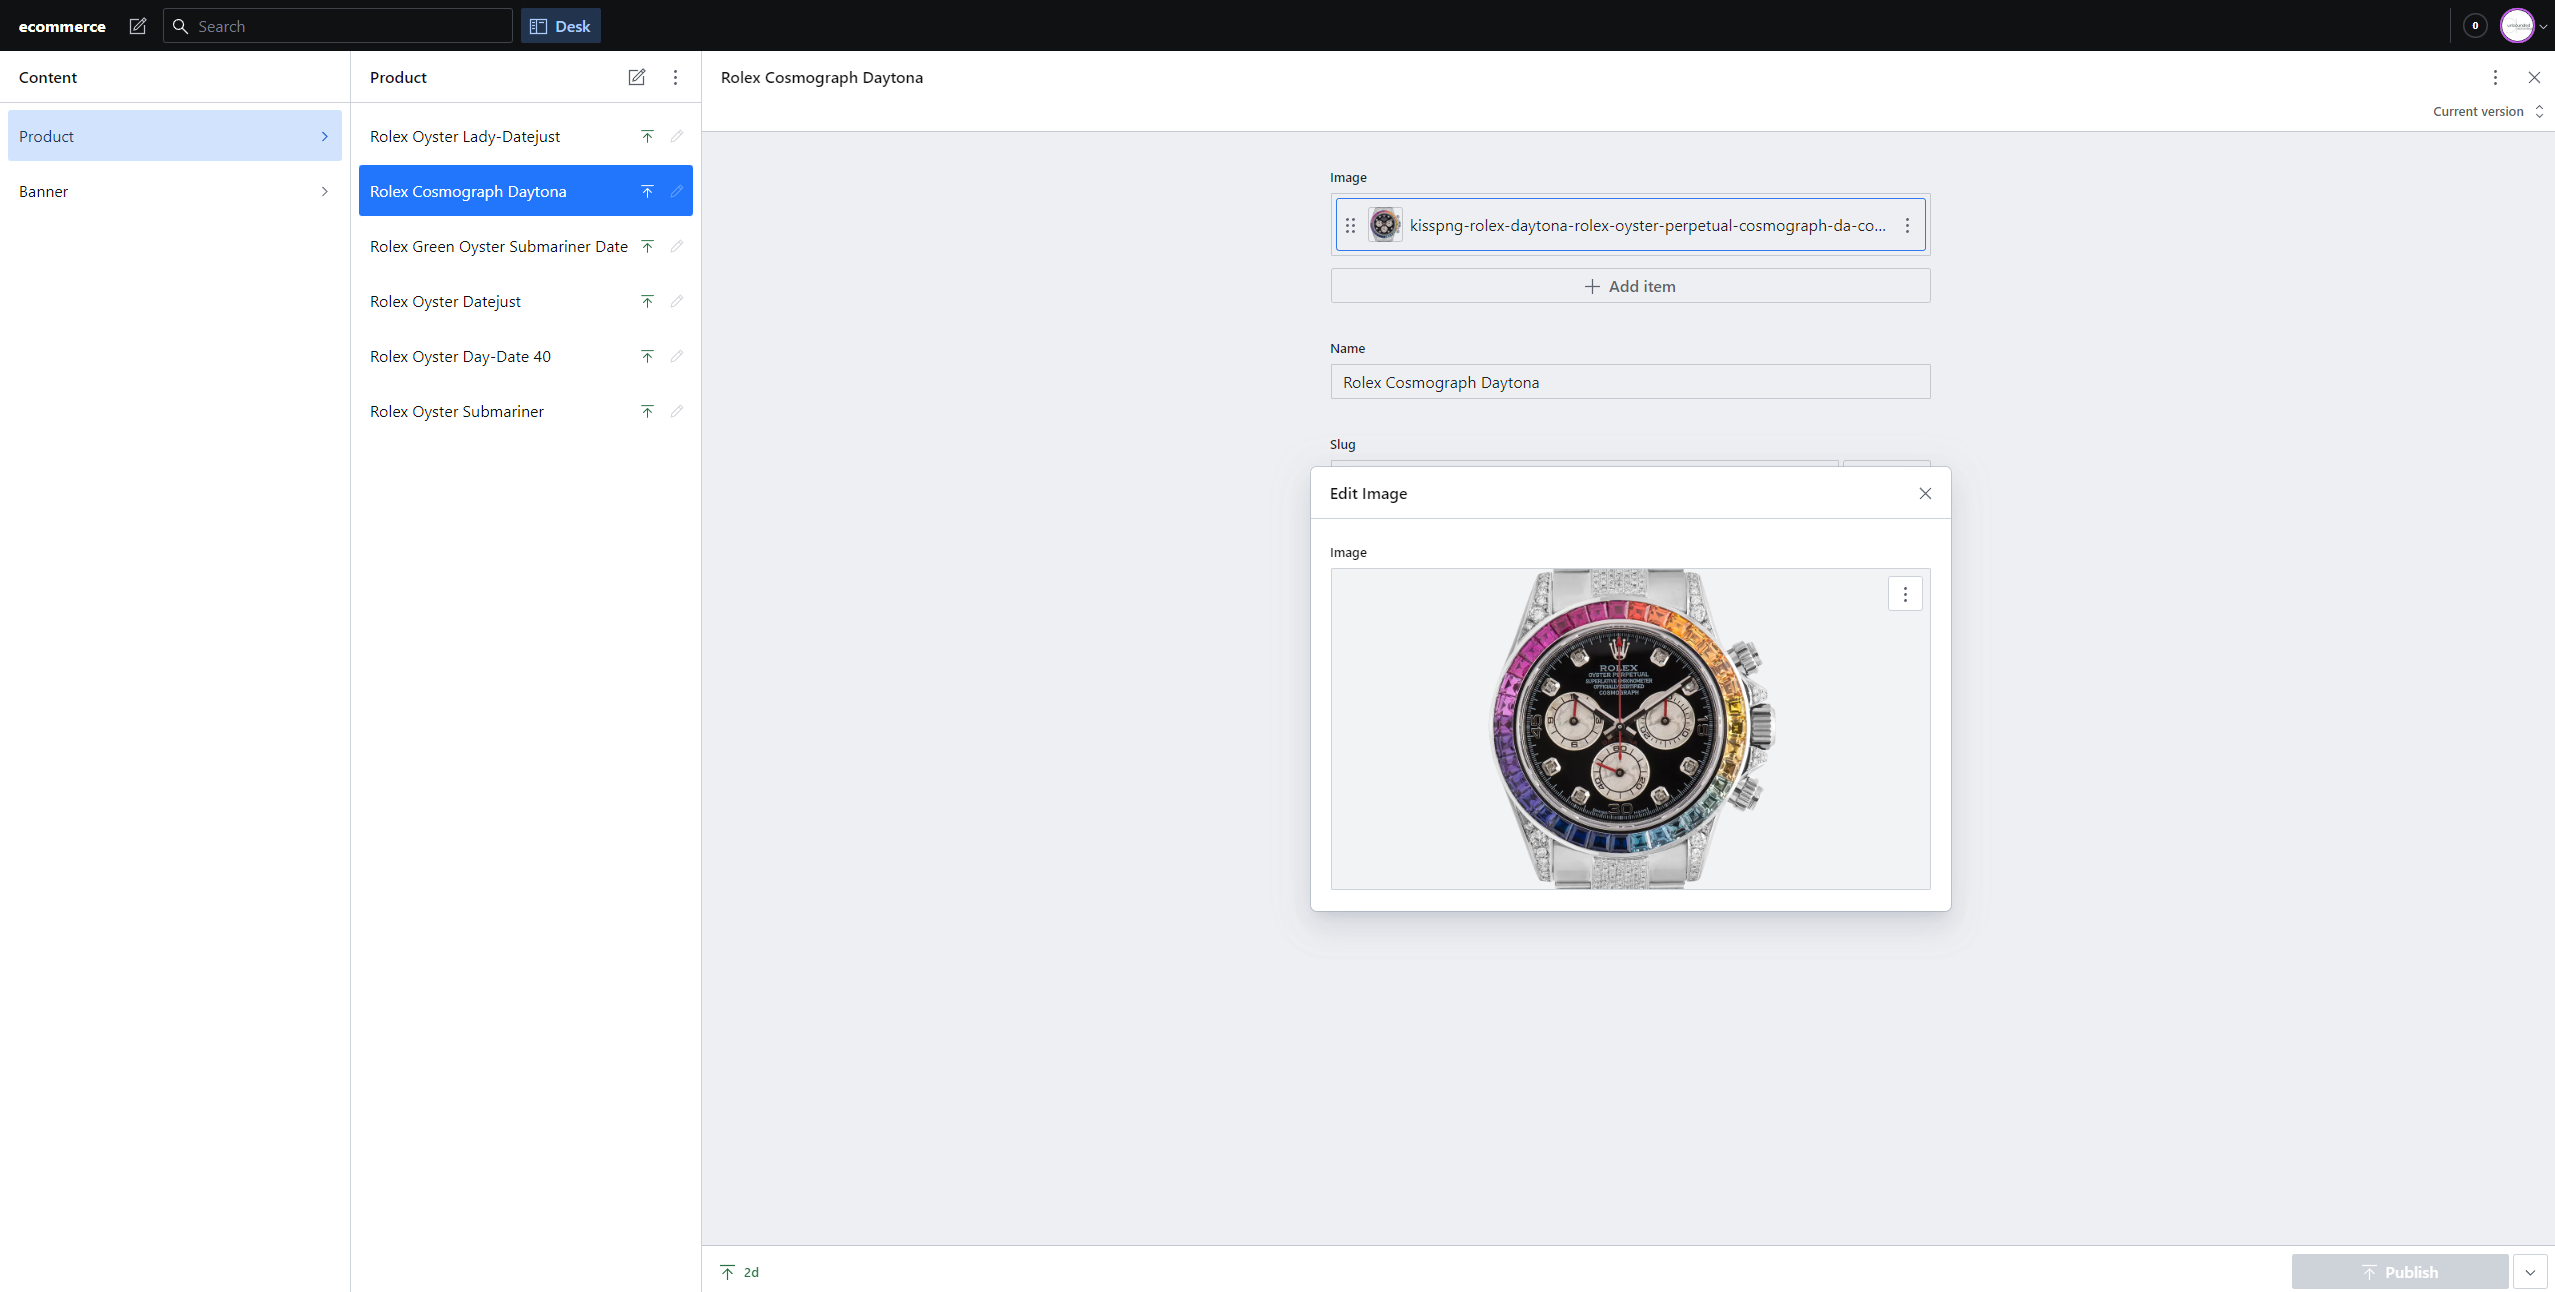 ecommerce
Search
Desk
0
Content
Product
Banner
Product
Rolex Oyster Lady-Datejust
Rolex Cosmograph Daytona
Rolex Green Oyster Submariner Date
Rolex Oyster Datejust
Rolex Oyster Day-Date 40
Rolex Oyster Submariner
Rolex Cosmograph Daytona
Current version
Image
kisspng-rolex-daytona-rolex-oyster-perpetual-cosmograph-da-co...
Add item
Name
Rolex Cosmograph Daytona
Slug
Edit Image
Image
ROLEX
OYSTER PERPETUAL
SUPERLATIVE CHRONOMETER
OFFICIALLY CERTIFIED
COSMOGRAPH
45
15
30
2d
Publish